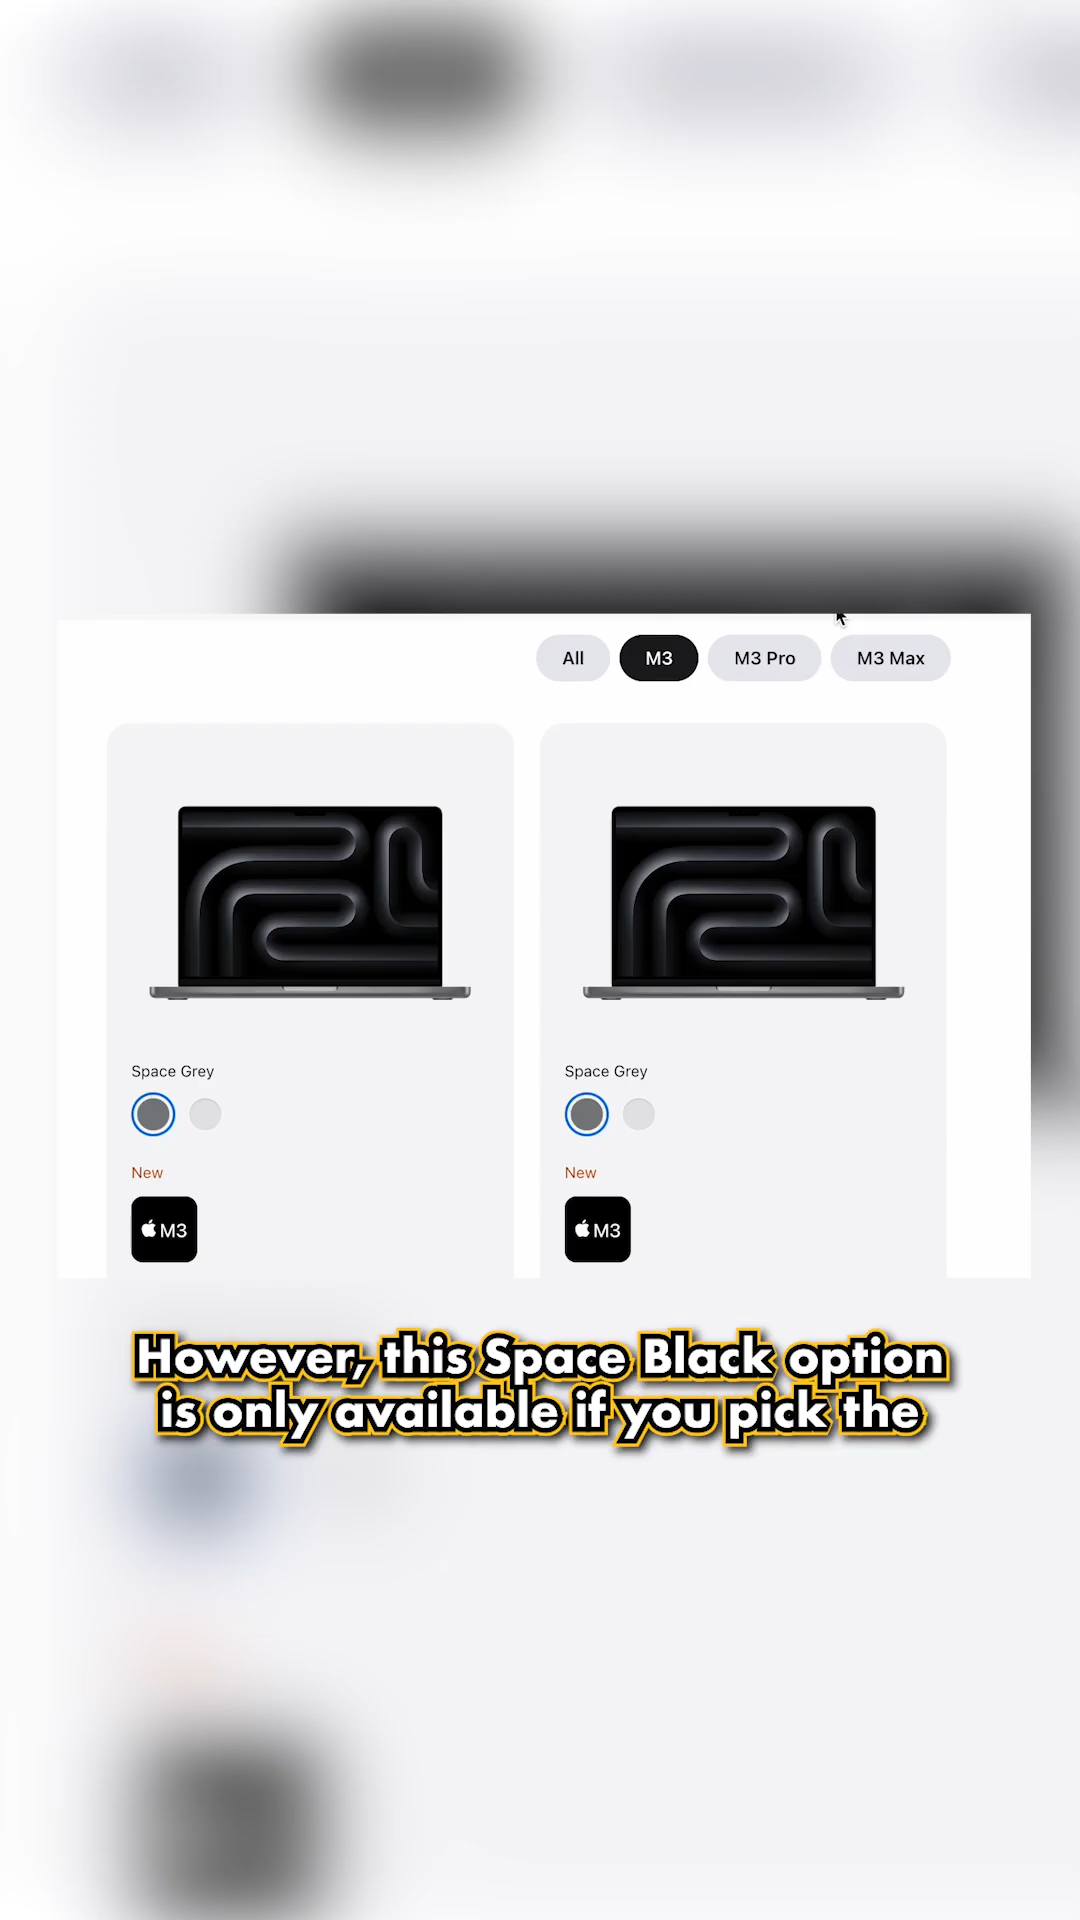 All M3 M3 Pro M3 Max
Space Grey Space Grey
New New
M3 M3
However, this Space Black option
is only available if you pick the